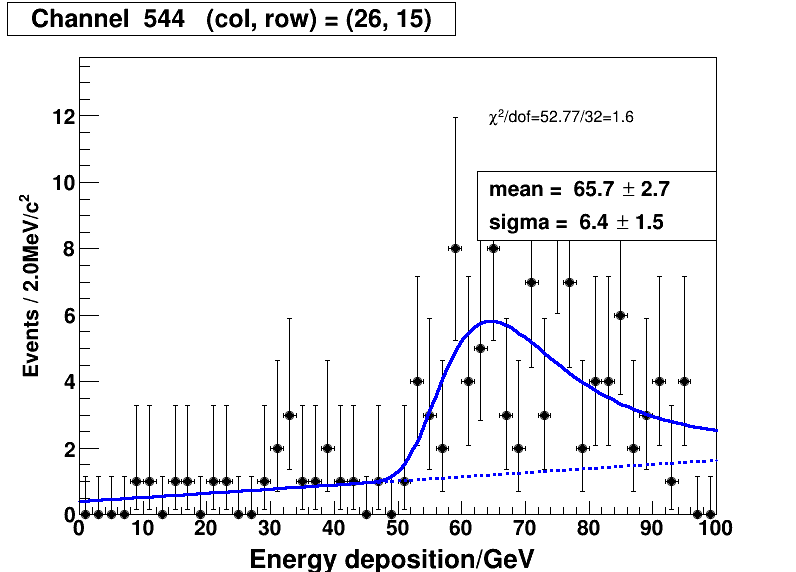 Channel 544 (col, row) = (26, 15)
χ²/dof=52.77/32=1.6
mean = 65.7 ± 2.7
sigma = 6.4 ± 1.5
Events / 2.0MeV/c²
12
10
8
6
4
2
0
0 10 20 30 40 50 60 70 80 90 100
Energy deposition/GeV